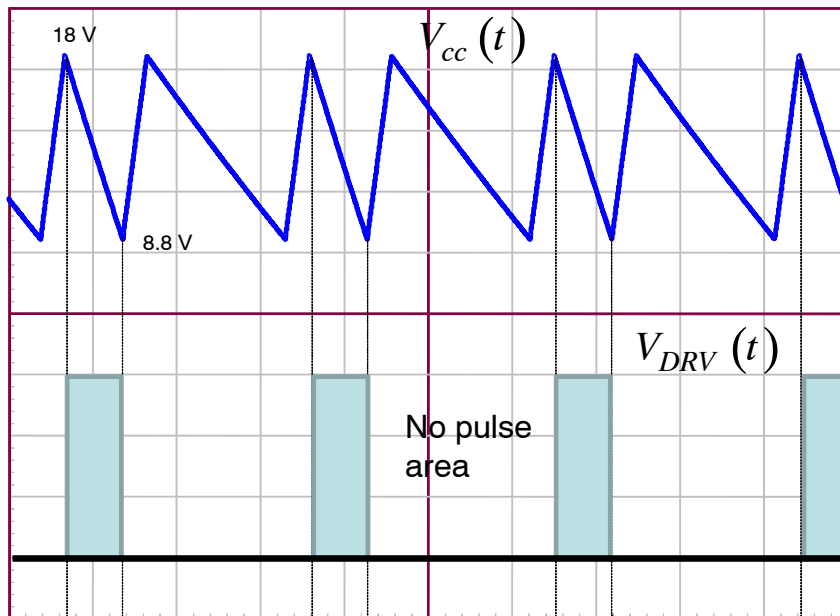 18 V
Vcc (t)
8.8 V
VDRV (t)
No pulse
area